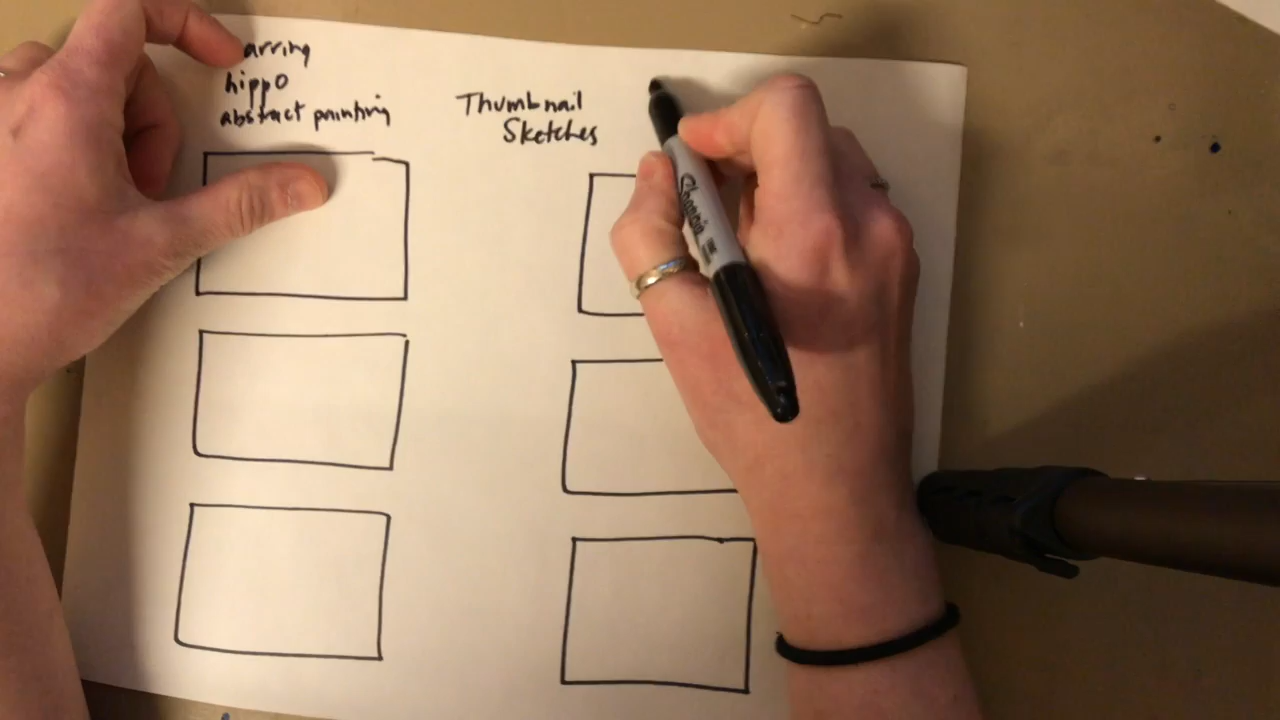 arring
hippo
abstract painting
Thumbnail
Sketches
Sharpie